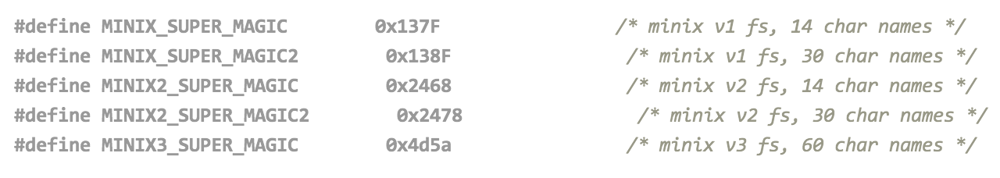 #define MINIX_SUPER_MAGIC 0x137F /* minix v1 fs, 14 char names */
#define MINIX_SUPER_MAGIC2 0x138F /* minix v1 fs, 30 char names */
#define MINIX2_SUPER_MAGIC 0x2468 /* minix v2 fs, 14 char names */
#define MINIX2_SUPER_MAGIC2 0x2478 /* minix v2 fs, 30 char names */
#define MINIX3_SUPER_MAGIC 0x4d5a /* minix v3 fs, 60 char names */